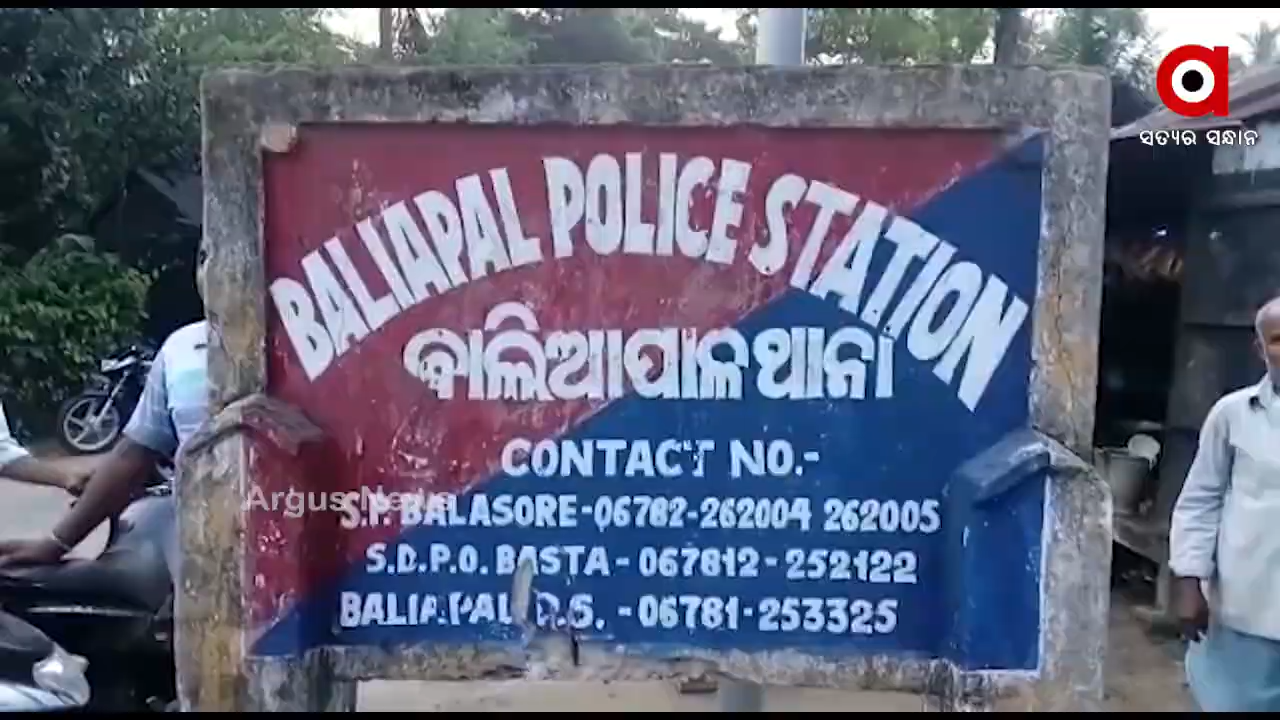 ସତ୍ୟର ସନ୍ଧାନ
BALIAPAL POLICE STATION
ବାଲିଆପାଳ ଥାନା
CONTACT NO.-
Argus News
S.P. BALASORE-06782-262004 262005
S.D.P.O. BASTA - 067812-252122
BALIAPAL P.S. - 06781-253325